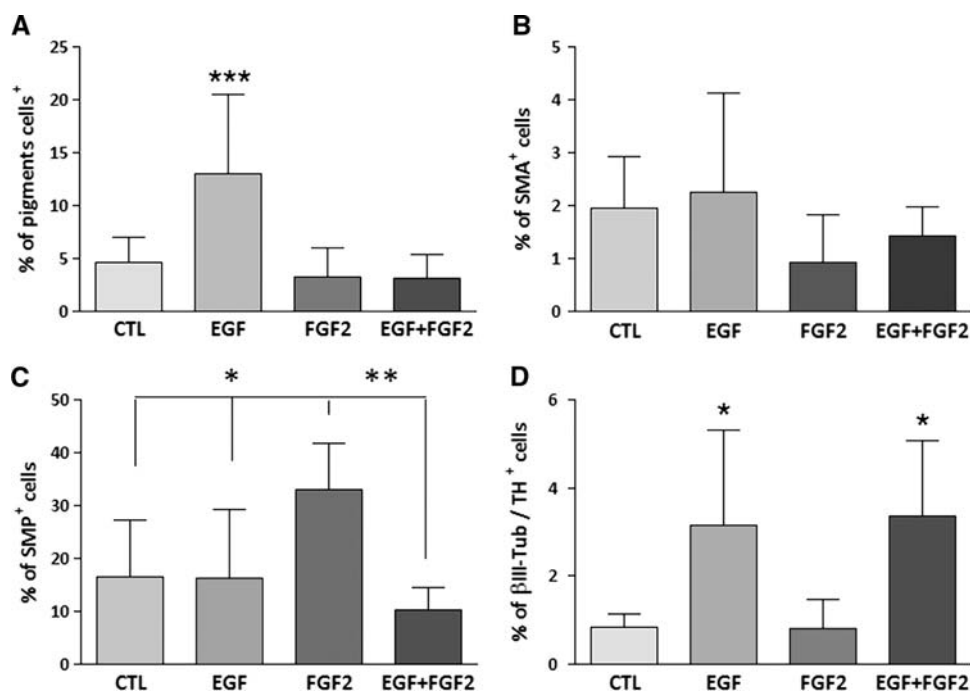 A
% of pigments cells⁺
25
20
15
10
5
0
***
CTL EGF FGF2 EGF+FGF2
B
% of SMA⁺ cells
5
4
3
2
1
0
CTL EGF FGF2 EGF+FGF2
C
% of SMP⁺ cells
50
40
30
20
10
0
* **
CTL EGF FGF2 EGF+FGF2
D
% of βIII-Tub / TH ⁺ cells
6
4
2
0
* *
CTL EGF FGF2 EGF+FGF2